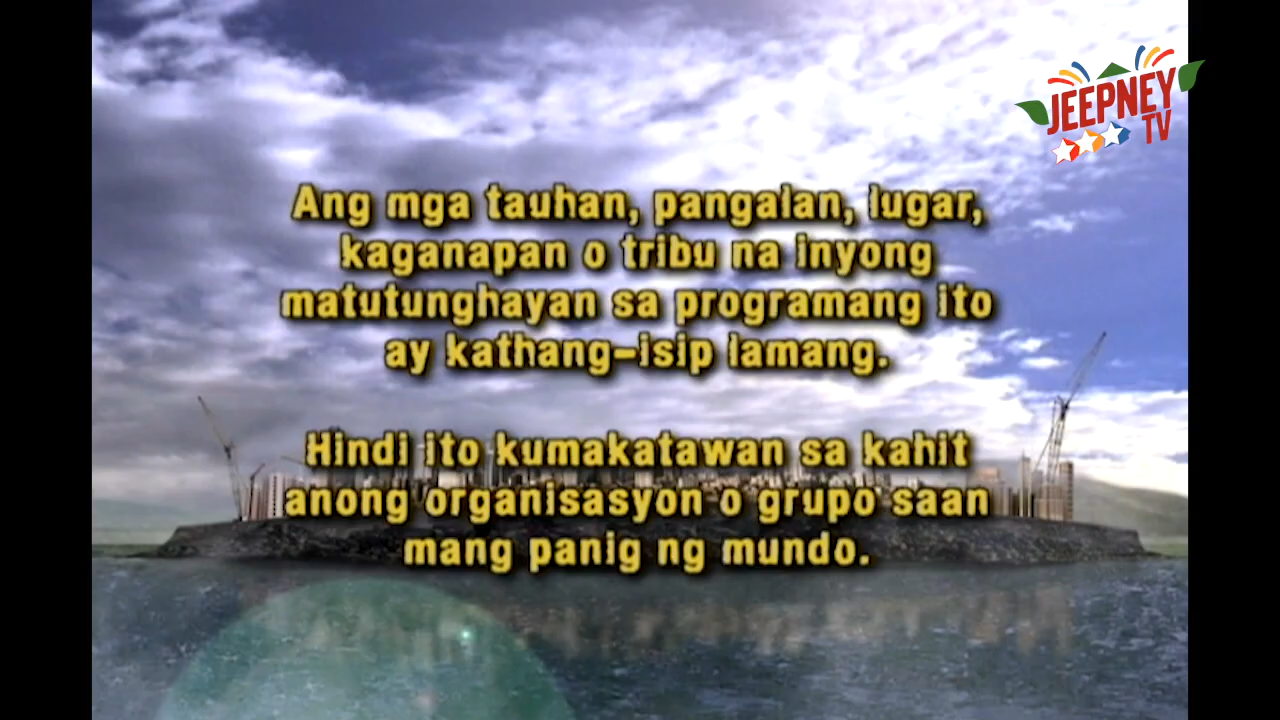 JEEPNEY
TV
Ang mga tauhan, pangalan, lugar,
kaganapan o tribu na inyong
matutunghayan sa programang ito
ay kathang-isip lamang.
Hindi ito kumakatawan sa kahit
anong organisasyon o grupo saan
mang panig ng mundo.